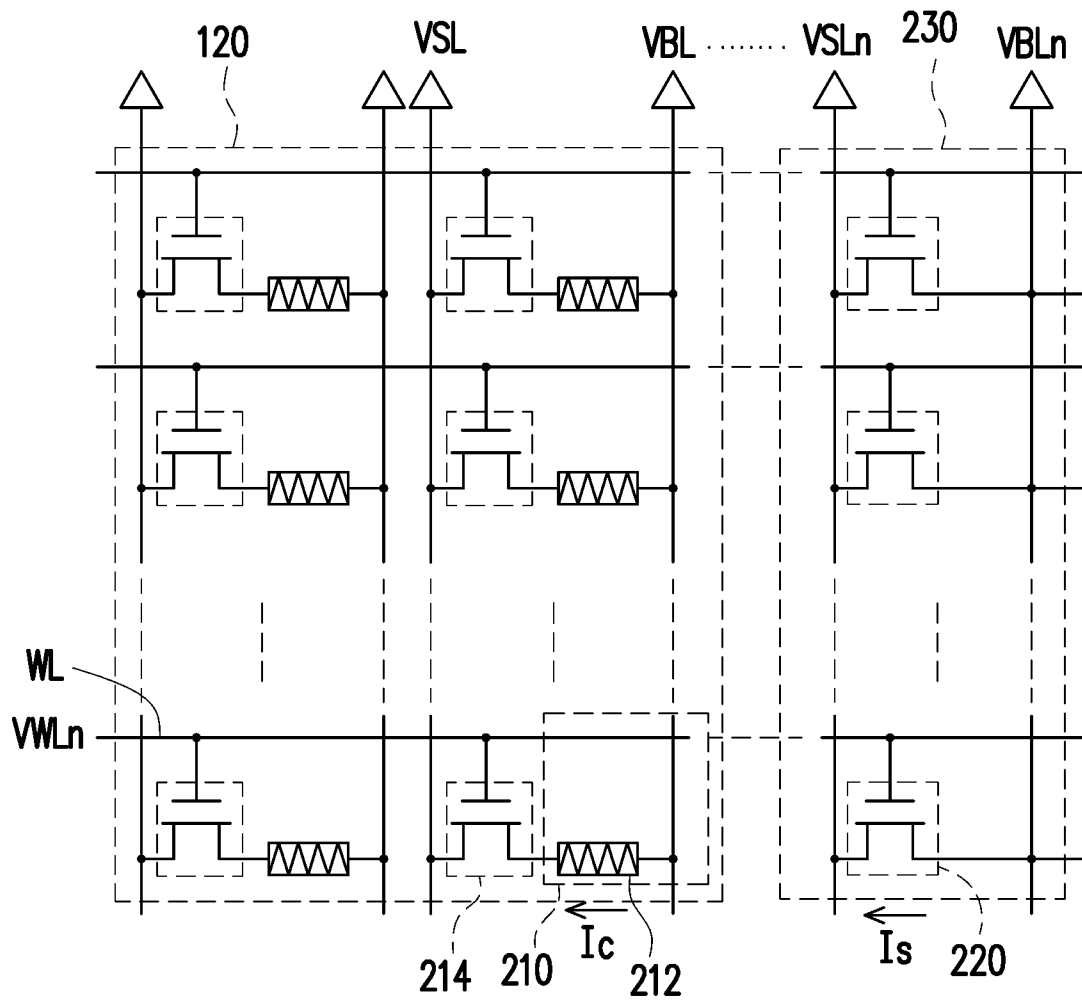 120
VSL
VBL ........ VSLn
230
VBLn
WL
VWLn
214
210
Ic
212
Is
220